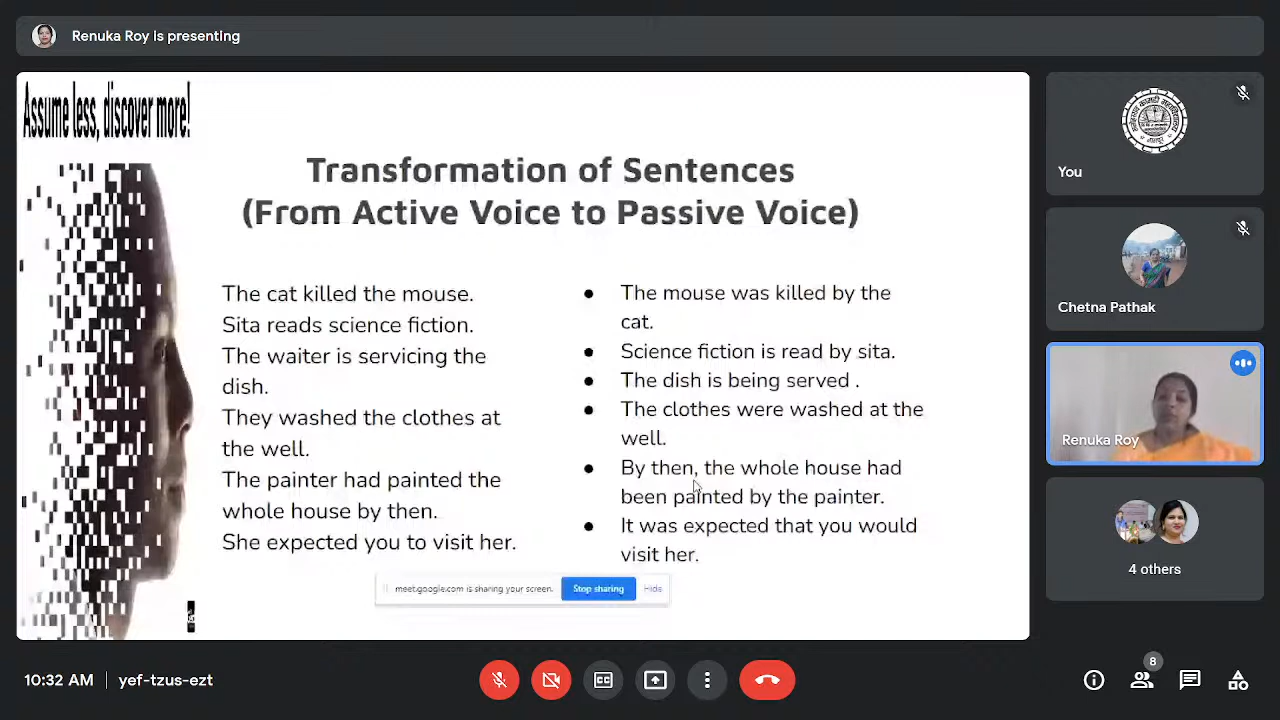 Renuka Roy is presenting
Assume less, discover more!
Transformation of Sentences
(From Active Voice to Passive Voice)
The cat killed the mouse.
Sita reads science fiction.
The waiter is servicing the
dish.
They washed the clothes at
the well.
The painter had painted the
whole house by then.
She expected you to visit her.
● The mouse was killed by the
cat.
● Science fiction is read by sita.
● The dish is being served .
● The clothes were washed at the
well.
● By then, the whole house had
been painted by the painter.
● It was expected that you would
visit her.
meet.google.com is sharing your screen.
Stop sharing
Hide
You
Chetna Pathak
Renuka Roy
4 others
10:32 AM | yef-tzus-ezt
8